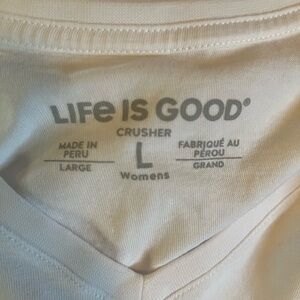 LIFE IS GOOD®
CRUSHER
MADE IN
PERU
LARGE
L
Womens
FABRIQUÉ AU
PÉROU
GRAND